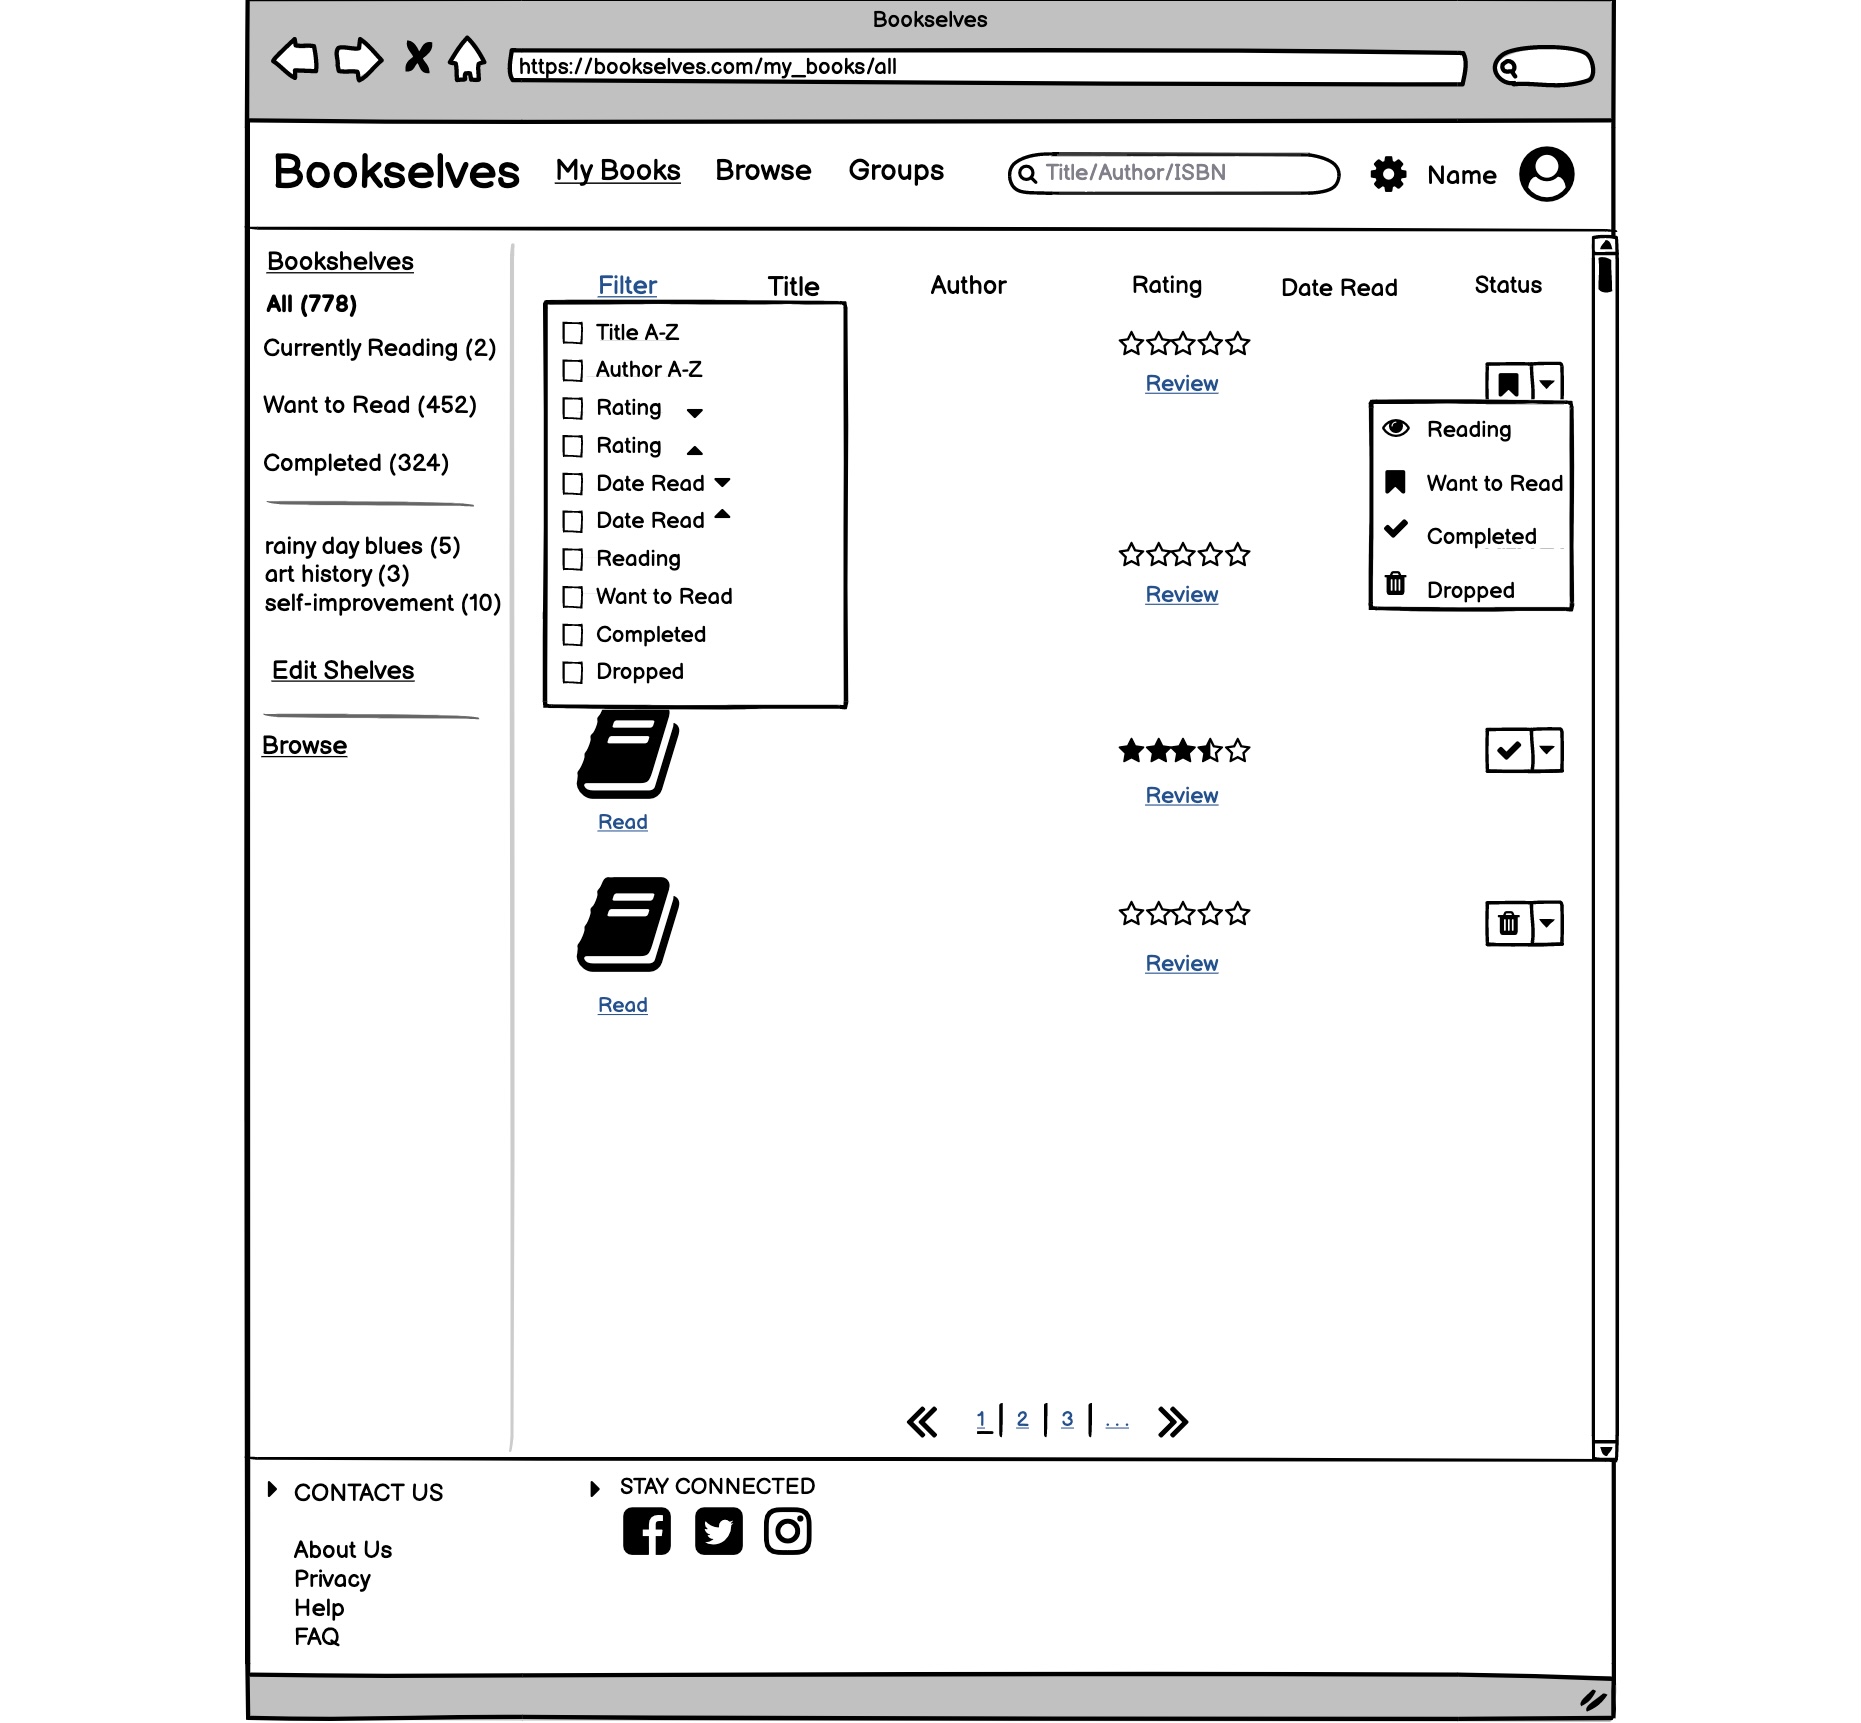 Bookselves
https://bookselves.com/my_books/all
Bookselves My Books Browse Groups Title/Author/ISBN Name
Bookshelves
All (778)
Currently Reading (2)
Want to Read (452)
Completed (324)
rainy day blues (5)
art history (3)
self-improvement (10)
Edit Shelves
Browse
Filter Title Author Rating Date Read Status
Title A-Z
Author A-Z
Rating
Rating
Date Read
Date Read
Reading
Want to Read
Completed
Dropped
Review
Reading
Want to Read
Completed
Dropped
Review
Review
Read
Review
Read
1 2 3 ...
CONTACT US
About Us
Privacy
Help
FAQ
STAY CONNECTED